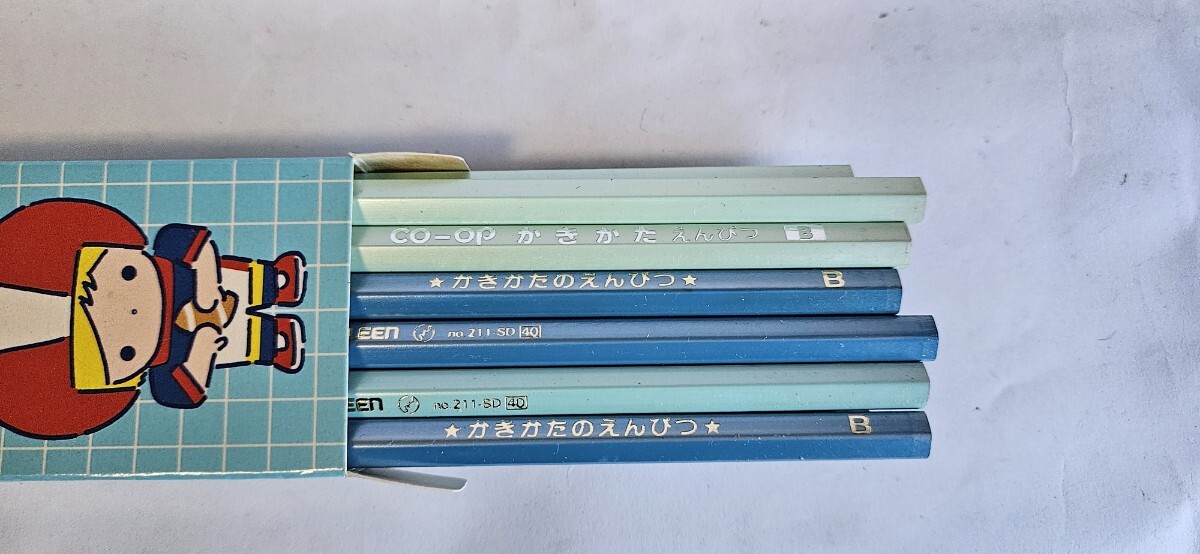 co-op かきかた えんぴつ B
★かきかたのえんぴつ★ B
LEEN no.211-SD 40
EEN no.211-SD 40
★かきかたのえんぴつ★ B